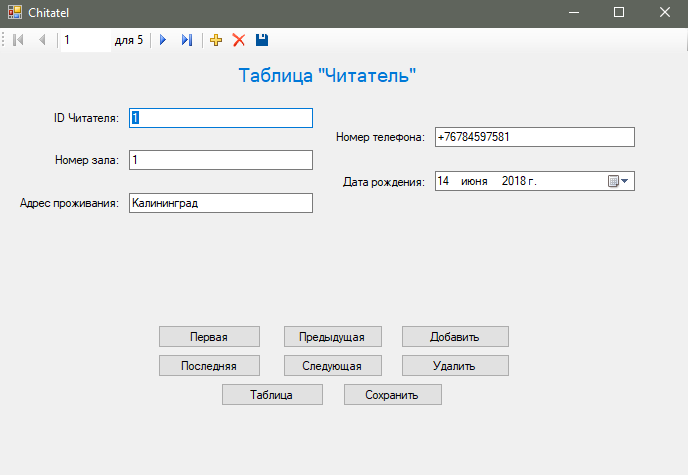 Chitatel
1 для 5
Таблица "Читатель"
ID Читателя: 1
Номер телефона: +76784597581
Номер зала: 1
Дата рождения: 14 июня 2018 г.
Адрес проживания: Калининград
Первая Предыдущая Добавить
Последняя Следующая Удалить
Таблица Сохранить